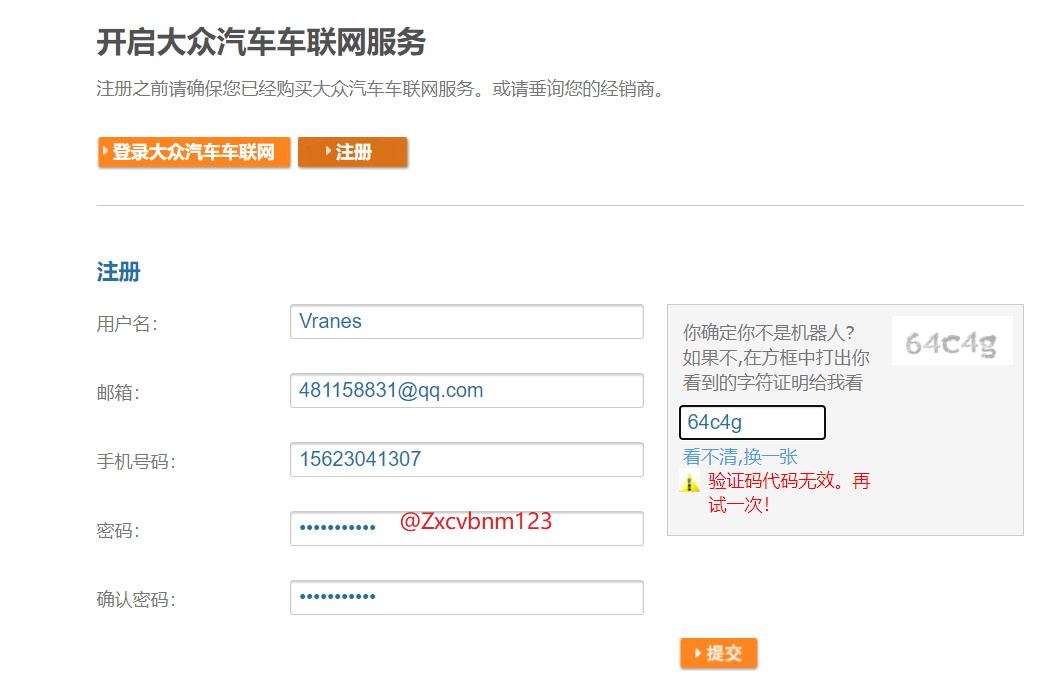 开启大众汽车车联网服务
注册之前请确保您已经购买大众汽车车联网服务。或请垂询您的经销商。
登录大众汽车车联网 注册
注册
用户名: Vranes
邮箱: 481158831@qq.com
手机号码: 15623041307
密码: ••••••••••• @Zxcvbnm123
确认密码: •••••••••••
你确定你不是机器人?
如果不,在方框中打出你
看到的字符证明给我看
64c4g
64c4g
看不清,换一张
验证码代码无效。再
试一次!
提交